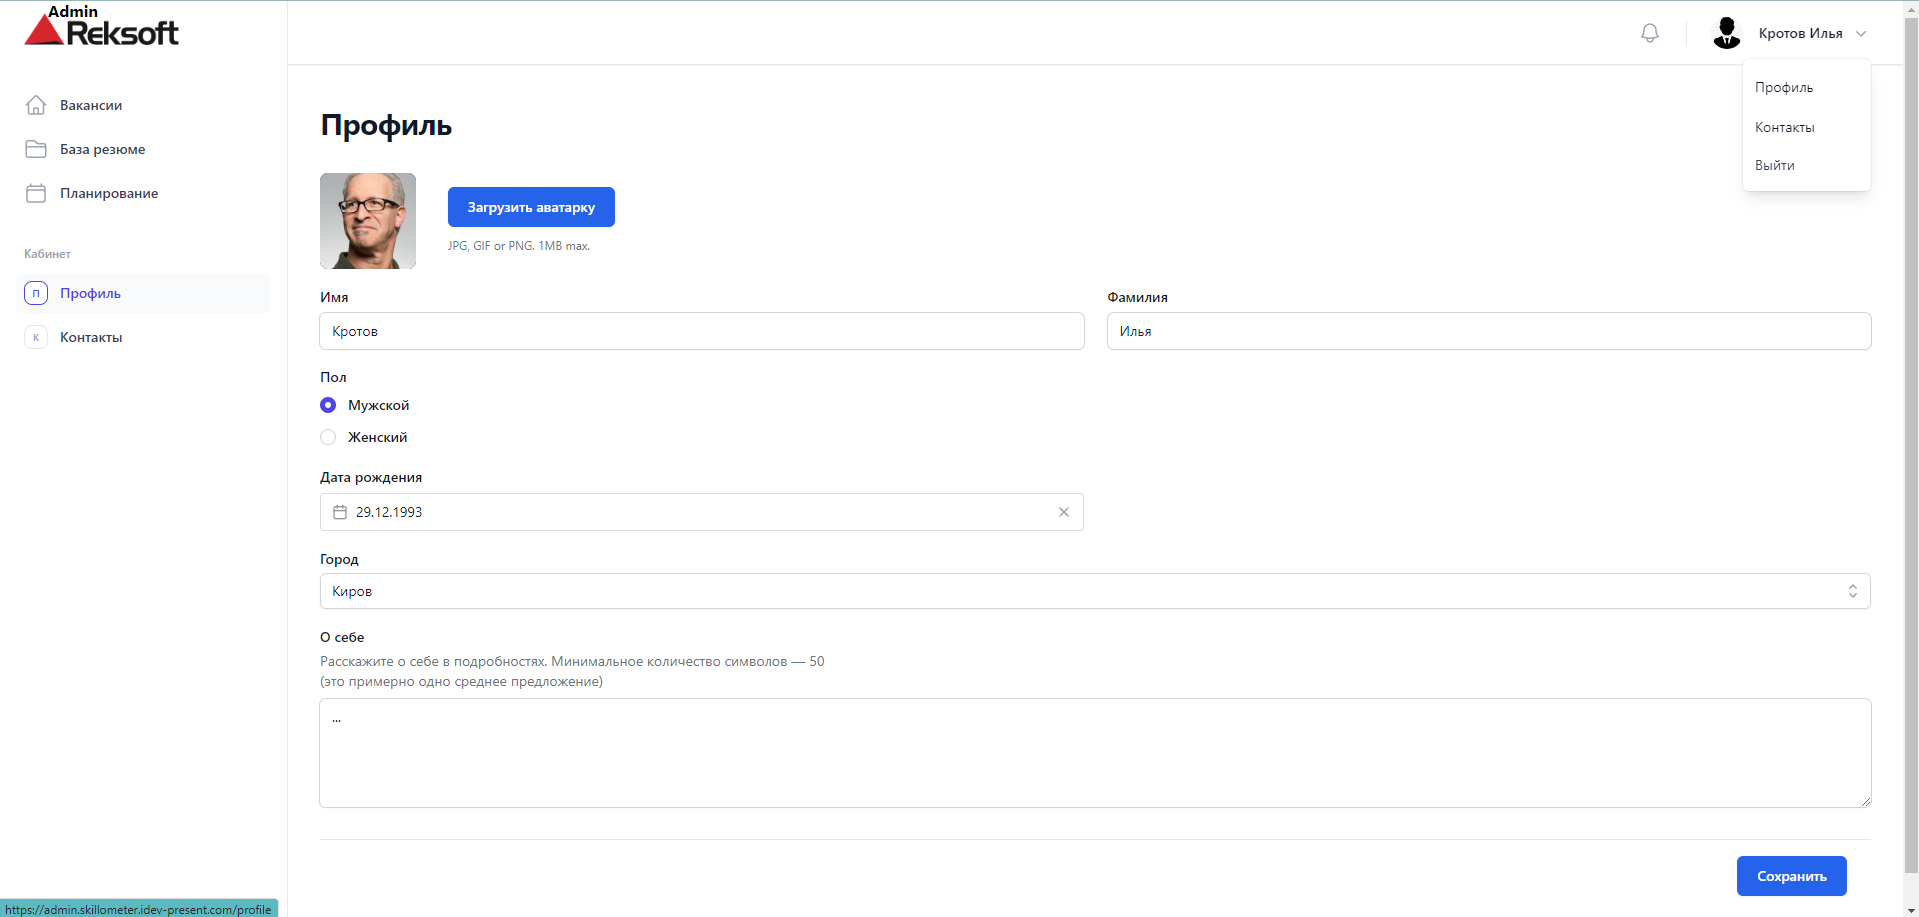 Admin
Reksoft
Вакансии
База резюме
Планирование
Кабинет
П Профиль
К Контакты
Кротов Илья
Профиль
Контакты
Выйти
Профиль
Загрузить аватарку
JPG, GIF or PNG. 1MB max.
Имя
Фамилия
Кротов
Илья
Пол
Мужской
Женский
Дата рождения
29.12.1993
Город
Киров
О себе
Расскажите о себе в подробностях. Минимальное количество символов — 50
(это примерно одно среднее предложение)
...
Сохранить
https://admin.skillometer.idev-present.com/profile